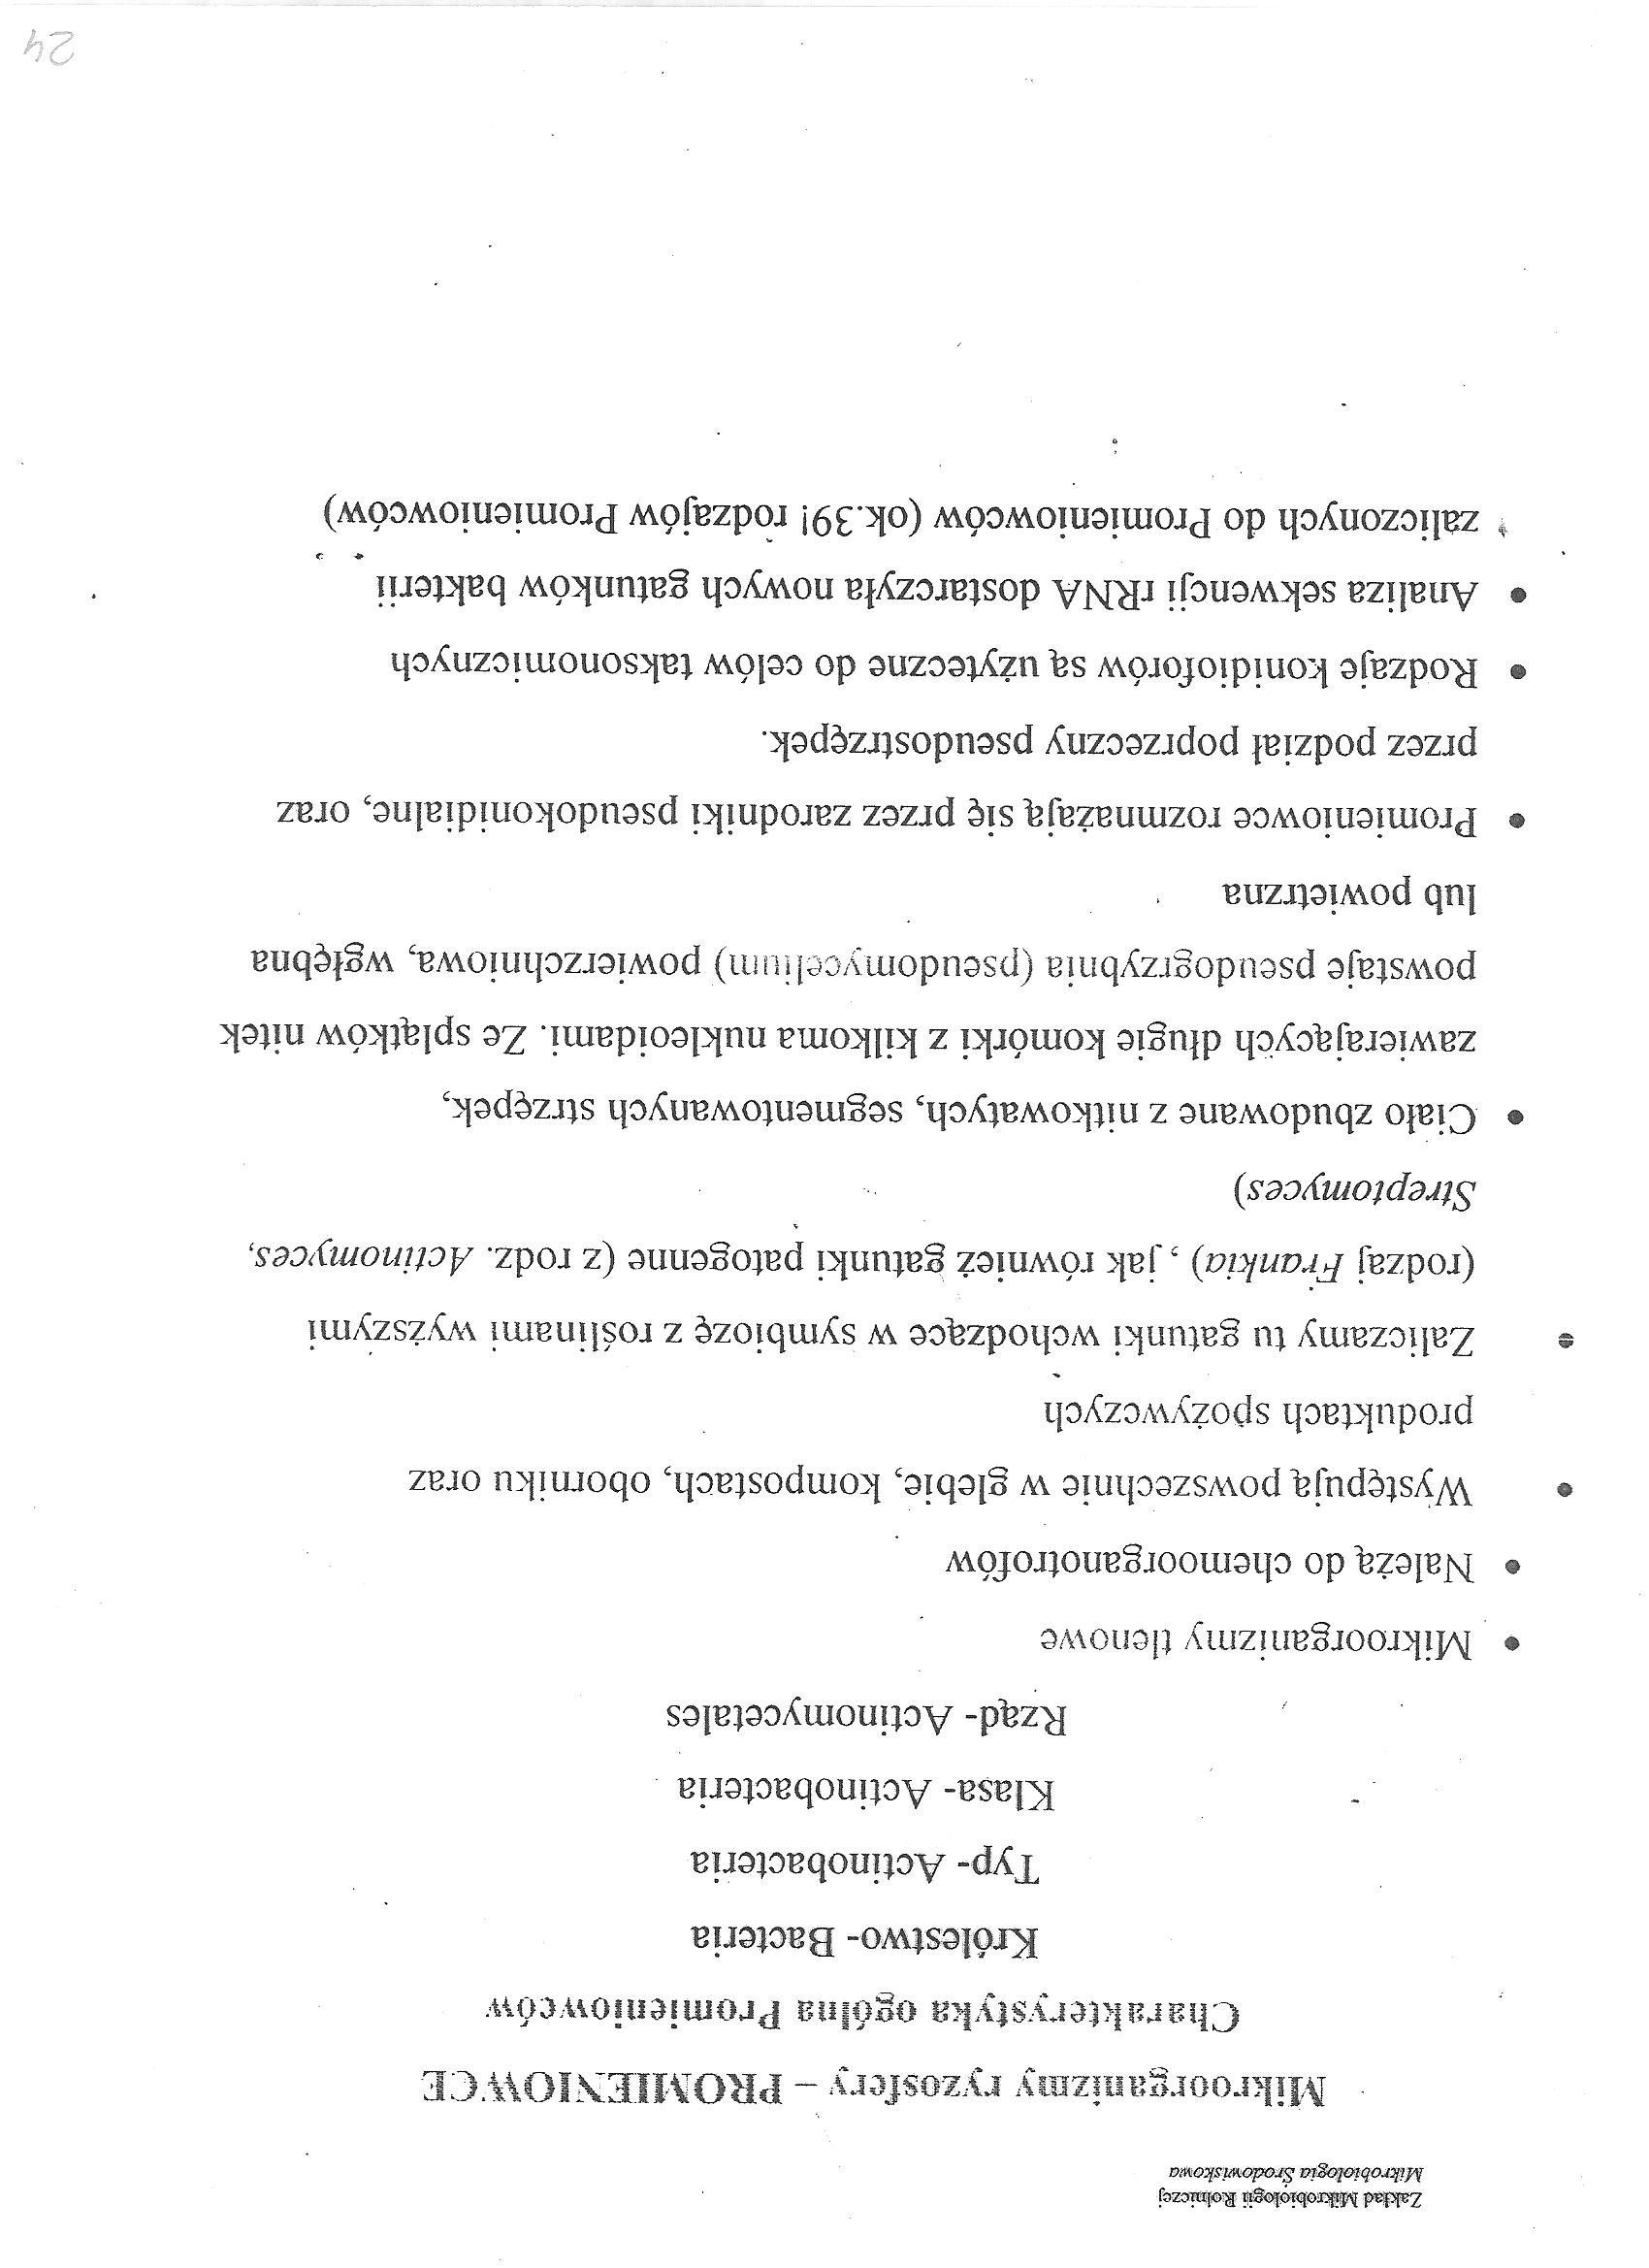 Zakład Mikrobiologii Rolniczej
Mikrobiologia Środowiskowa
Mikroorganizmy ryzosfery – PROMIENIOWCE
Charakterystyka ogólna Promieniowców
Królestwo- Bacteria
Typ- Actinobacteria
Klasa- Actinobacteria
Rząd- Actinomycetales
• Mikroorganizmy tlenowe
• Należą do chemoorganotrofów
• Występują powszechnie w glebie, kompostach, oborniku oraz
produktach spożywczych
• Zaliczamy tu gatunki wchodzące w symbiozę z roślinami wyższymi
(rodzaj Frankia) , jak również gatunki patogenne (z rodz. Actinomyces,
Streptomyces)
• Ciało zbudowane z nitkowatych, segmentowanych strzępek,
zawierających długie komórki z kilkoma nukleoidami. Ze splątków nitek
powstaje pseudogrzybnia (pseudomycelium) powierzchniowa, wgłębna
lub powietrzna
• Promieniowce rozmnażają się przez zarodniki pseudokonidialne, oraz
przez podział poprzeczny pseudostrzępek.
• Rodzaje konidioforów są użyteczne do celów taksonomicznych
• Analiza sekwencji rRNA dostarczyła nowych gatunków bakterii
zaliczonych do Promieniowców (ok.39! rodzajów Promieniowców)
24